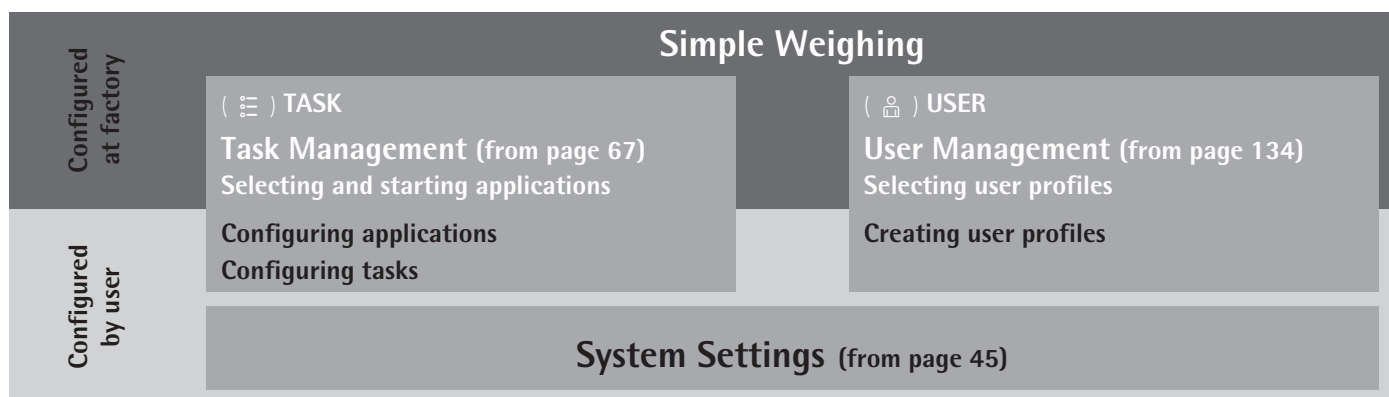 Configured
at factory
Simple Weighing
( ) TASK
Task Management (from page 67)
Selecting and starting applications
( ) USER
User Management (from page 134)
Selecting user profiles
Configured
by user
Configuring applications
Configuring tasks
Creating user profiles
System Settings (from page 45)